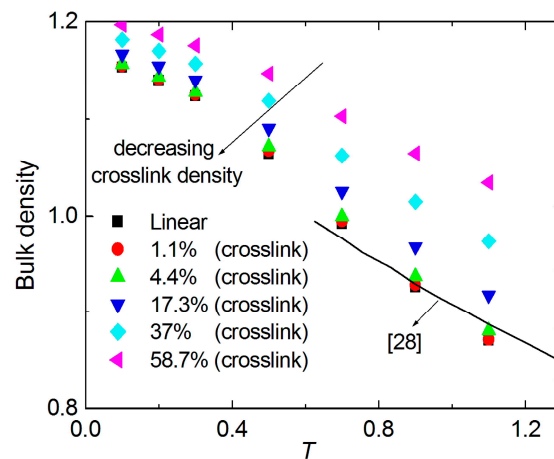 1.2
1.0
0.8
Bulk density
decreasing
crosslink density
Linear
1.1% (crosslink)
4.4% (crosslink)
17.3% (crosslink)
37% (crosslink)
58.7% (crosslink)
[28]
0.0 0.4 0.8 1.2
T